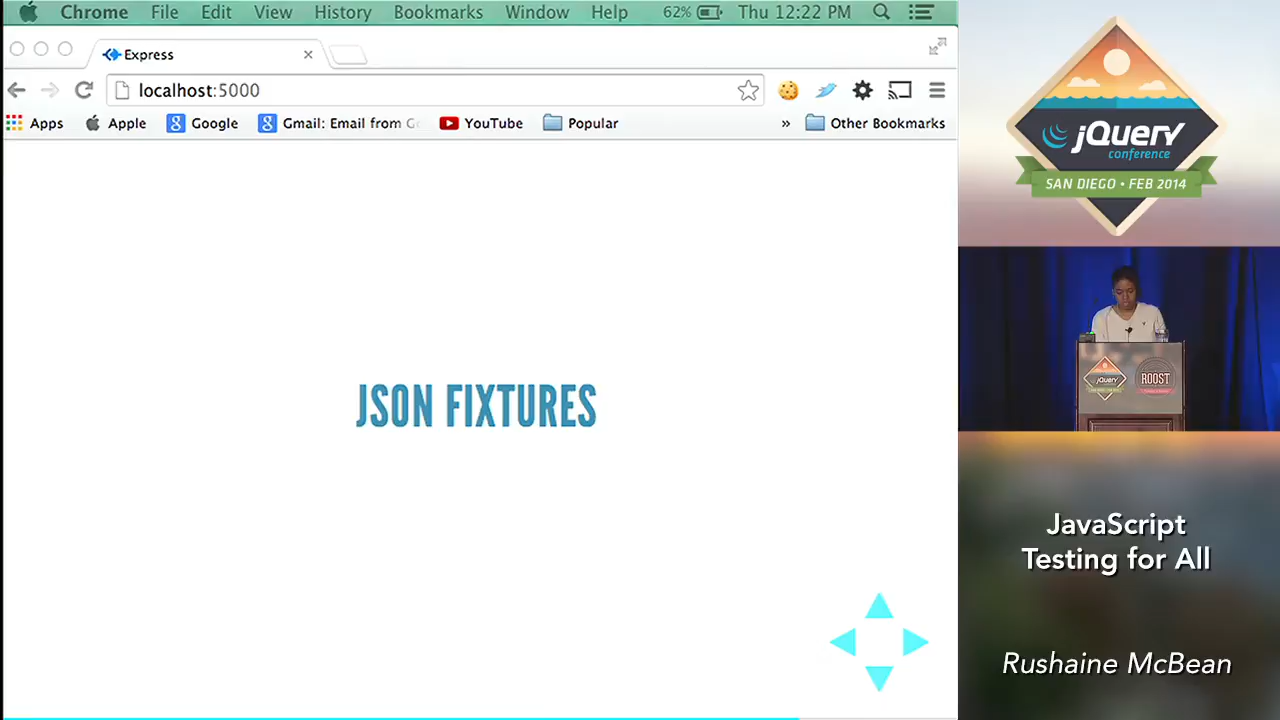 Chrome File Edit View History Bookmarks Window Help 62% Thu 12:22 PM
Express
localhost:5000
Apps Apple Google Gmail: Email from Go YouTube Popular » Other Bookmarks
JSON FIXTURES
jQuery
conference
SAN DIEGO • FEB 2014
jQuery
ROOST
JavaScript
Testing for All
Rushaine McBean